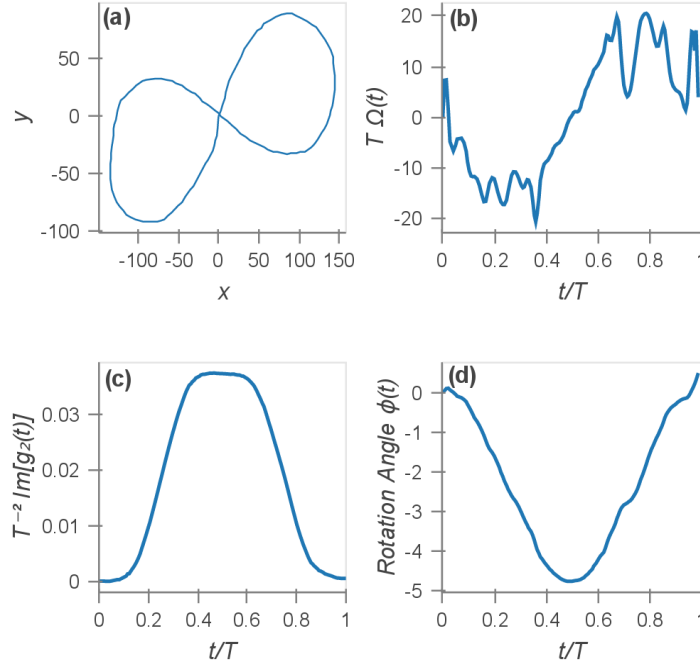 (a)
y
50
0
-50
-100
-100 -50 0 50 100 150
x
(b)
T Ω(t)
20
10
0
-10
-20
0 0.2 0.4 0.6 0.8 1
t/T
(c)
T⁻² Im[g₂(t)]
0.03
0.02
0.01
0
0 0.2 0.4 0.6 0.8 1
t/T
(d)
Rotation Angle ϕ(t)
0
-1
-2
-3
-4
-5
0 0.2 0.4 0.6 0.8 1
t/T